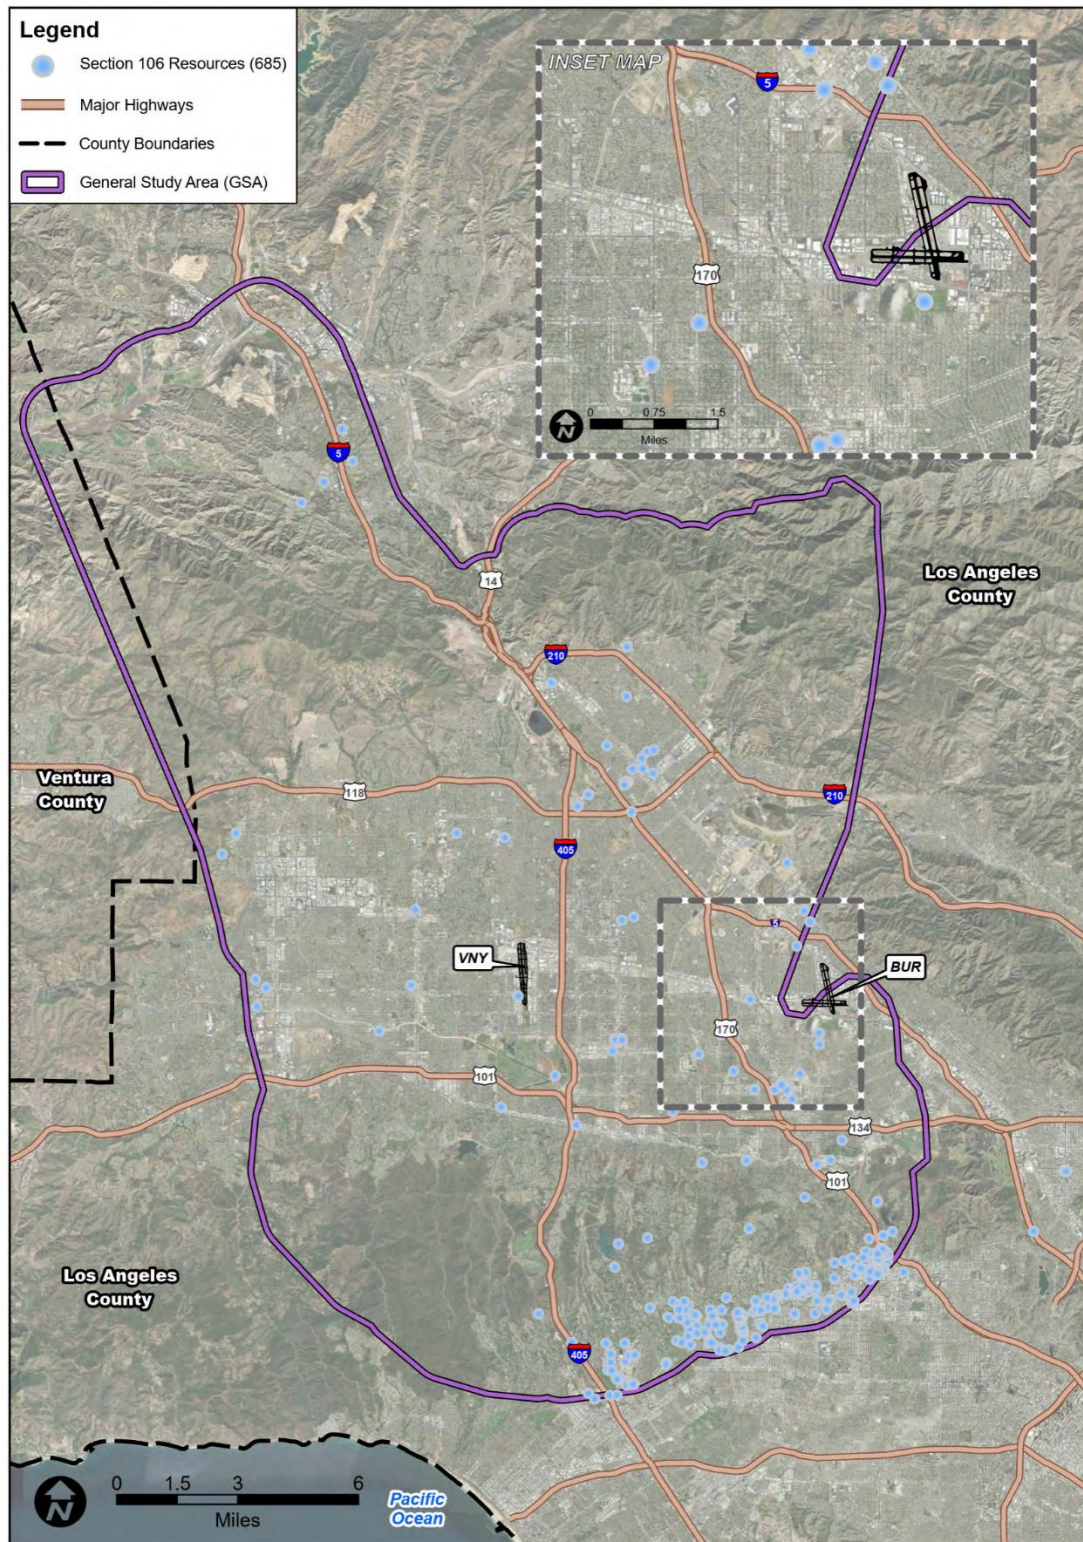 Legend
Section 106 Resources (685)
Major Highways
County Boundaries
General Study Area (GSA)
INSET MAP
5
170
N
0 0.75 1.5
Miles
5
14
Los Angeles
County
210
Ventura
County
118
210
405
5
VNY
BUR
170
101
134
101
Los Angeles
County
405
N
0 1.5 3 6
Miles
Pacific
Ocean